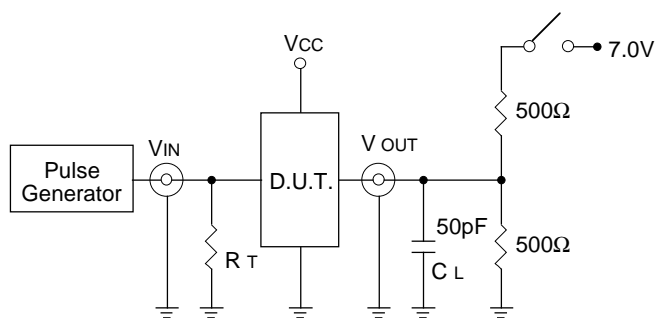 VCC
7.0V
500Ω
Pulse
Generator
VIN
D.U.T.
V OUT
50pF
500Ω
R T
C L